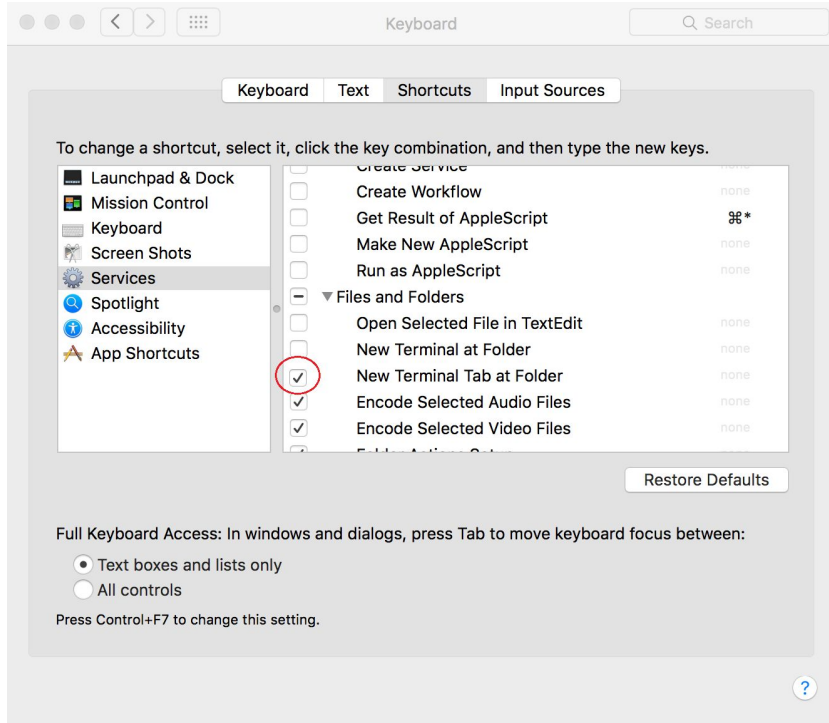 Keyboard
Search
Keyboard Text Shortcuts Input Sources
To change a shortcut, select it, click the key combination, and then type the new keys.
Launchpad & Dock
Mission Control
Keyboard
Screen Shots
Services
Spotlight
Accessibility
App Shortcuts
Create Service none
Create Workflow none
Get Result of AppleScript ⌘*
Make New AppleScript none
Run as AppleScript none
Files and Folders
Open Selected File in TextEdit none
New Terminal at Folder none
New Terminal Tab at Folder none
Encode Selected Audio Files none
Encode Selected Video Files none
Restore Defaults
Full Keyboard Access: In windows and dialogs, press Tab to move keyboard focus between:
Text boxes and lists only
All controls
Press Control+F7 to change this setting.
?